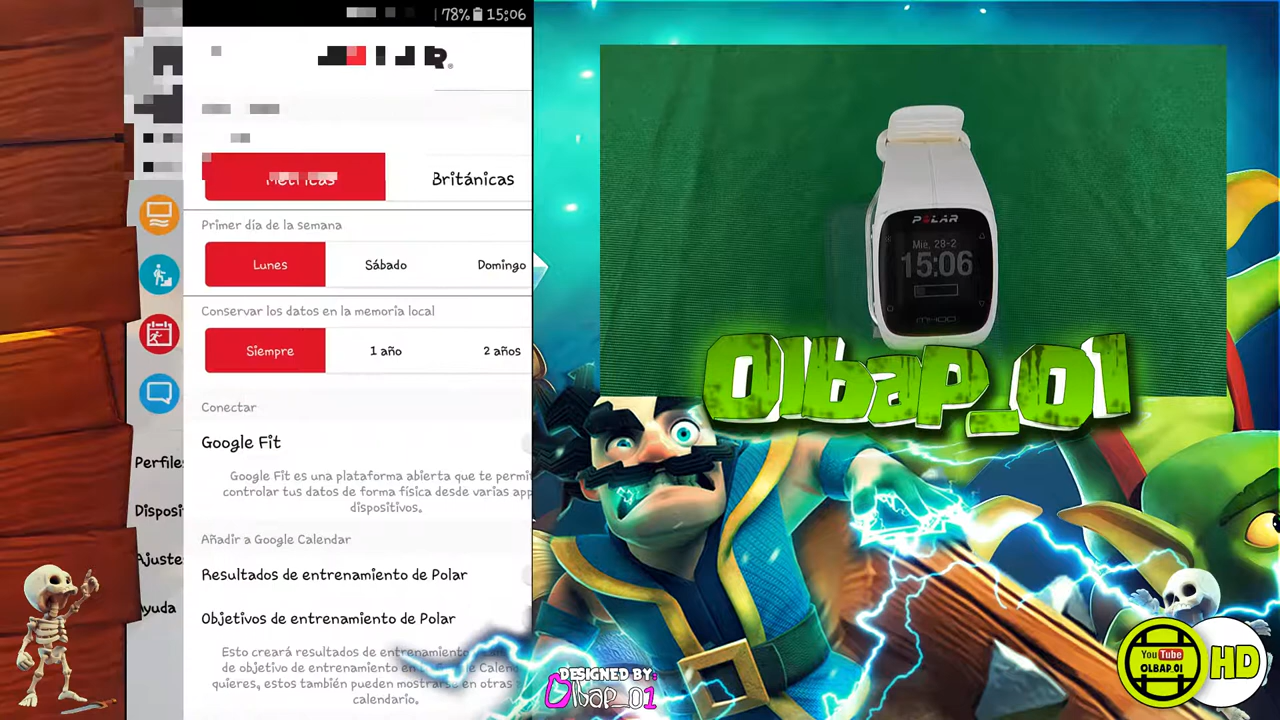 78% 15:06
Métricas
Británicas
Primer día de la semana
Lunes
Sábado
Domingo
Conservar los datos en la memoria local
Siempre
1 año
2 años
Conectar
Google Fit
Google Fit es una plataforma abierta que te permi
controlar tus datos de forma física desde varias app
dispositivos.
Añadir a Google Calendar
Resultados de entrenamiento de Polar
Objetivos de entrenamiento de Polar
Esto creará resultados de entrenamiento
de objetivo de entrenamiento en Calen
quieres, estos también pueden mostrarse en otras
calendario.
Perfiles
Disposi
Ajuste
yuda
POLAR
Mie. 28-2
15:06
M400
Olbap_01
DESIGNED BY:
Olbap_01
YouTube
OLBAP_01
HD